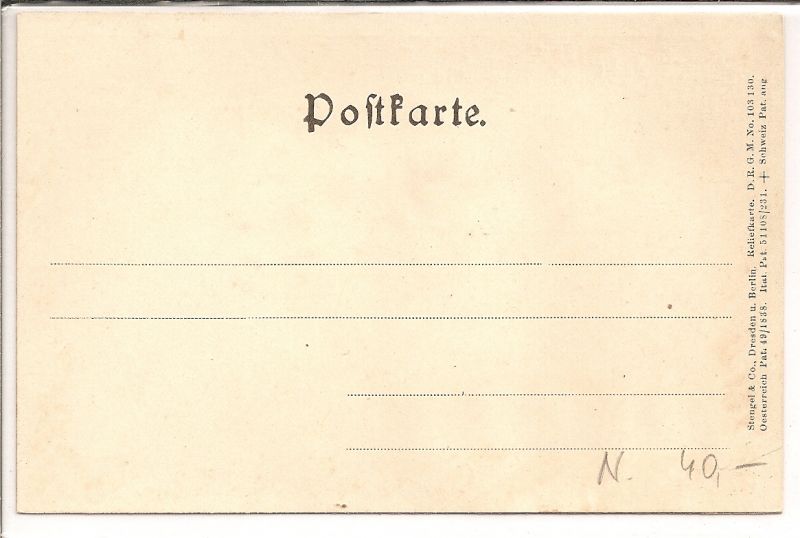 Poſtkarte.
Stengel & Co., Dresden u. Berlin. Reliefkarte. D. R. G. M. No. 103 130.
Oesterreich Pat. 49/1838. Ital. Pat. 51108/231. + Schweiz Pat. ang
N. 40,—